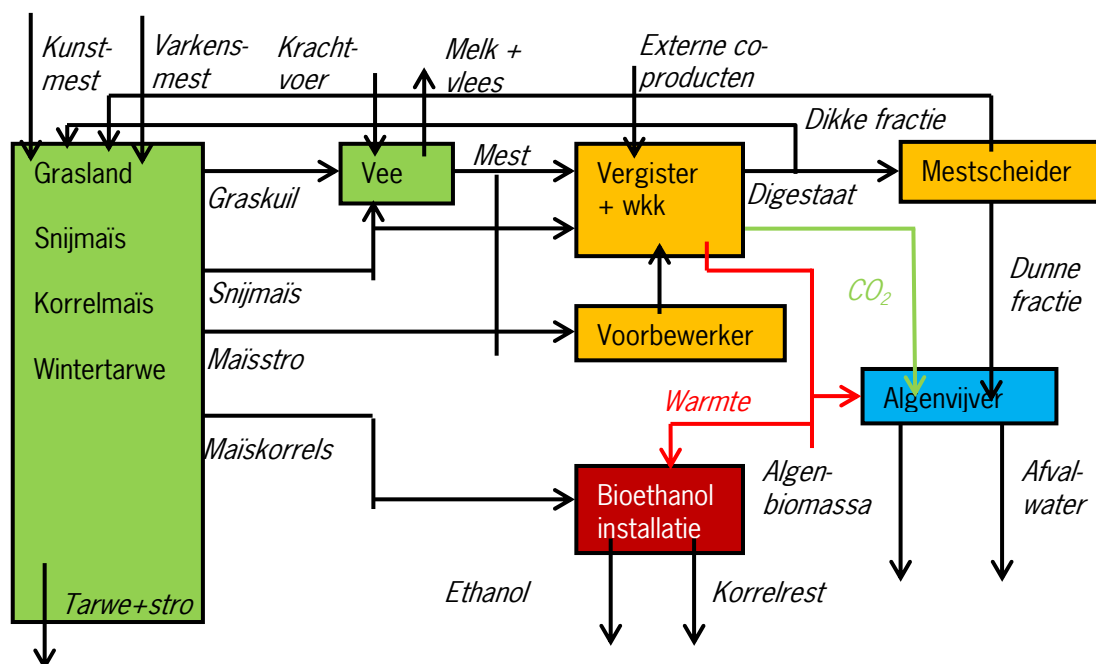 Kunst-
mest
Varkens-
mest
Kracht-
voer
Melk +
vlees
Externe co-
producten
Dikke fractie
Grasland
Snijmaïs
Korrelmaïs
Wintertarwe
Graskuil
Vee
Mest
Vergister
+ wkk
Digestaat
Mestscheider
Snijmaïs
CO2
Dunne
fractie
Maïsstro
Voorbewerker
Warmte
Algenvijver
Maïskorrels
Bioethanol
installatie
Algen-
biomassa
Afval-
water
Tarwe+stro
Ethanol
Korrelrest